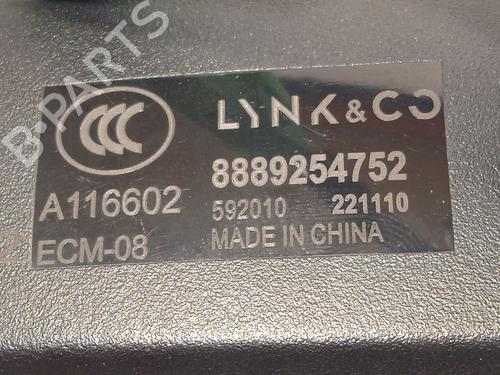 B-PARTS
CCC
LYNK&CO
8889254752
A116602
592010 221110
ECM-08
MADE IN CHINA